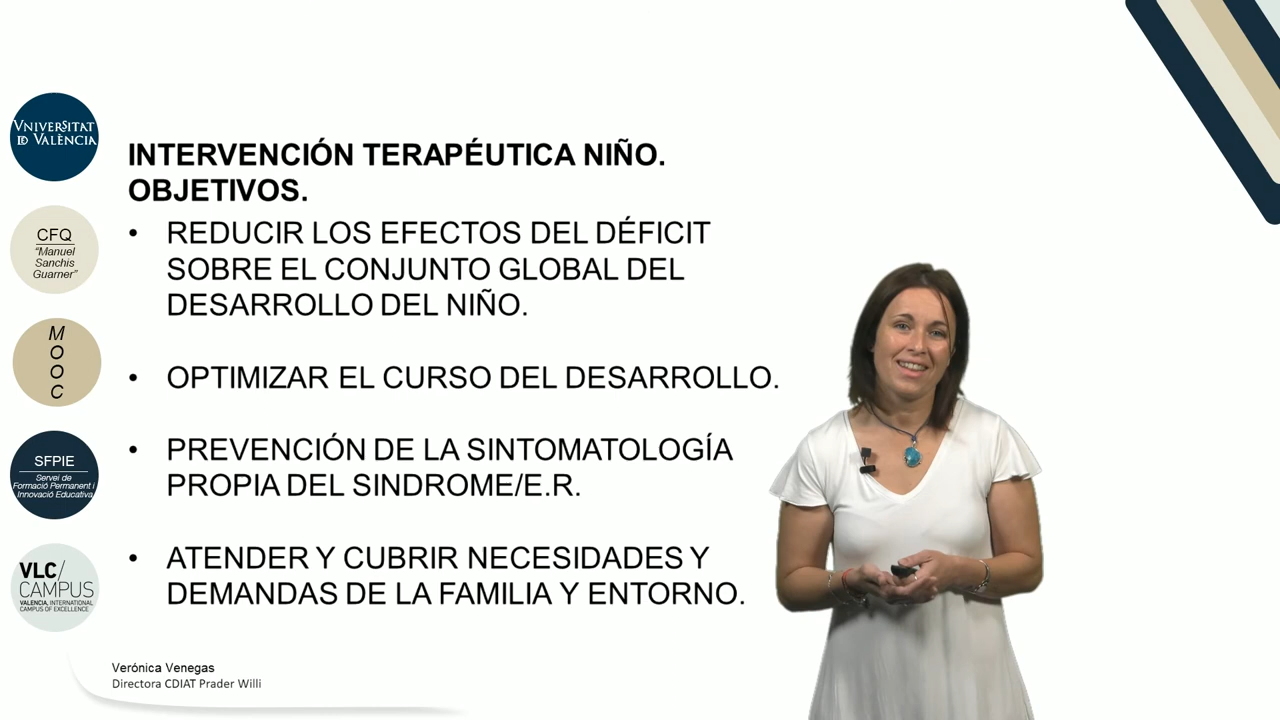 VNIVERSITAT
ID VALÈNCIA
CFQ
"Manuel
Sanchis
Guarner"
M
O
O
C
SFPIE
Servei de
Formació Permanent i
Innovació Educativa
VLC/
CAMPUS
VALENCIA, INTERNATIONAL
CAMPUS OF EXCELLENCE
INTERVENCIÓN TERAPÉUTICA NIÑO.
OBJETIVOS.
• REDUCIR LOS EFECTOS DEL DÉFICIT
SOBRE EL CONJUNTO GLOBAL DEL
DESARROLLO DEL NIÑO.
• OPTIMIZAR EL CURSO DEL DESARROLLO.
• PREVENCIÓN DE LA SINTOMATOLOGÍA
PROPIA DEL SINDROME/E.R.
• ATENDER Y CUBRIR NECESIDADES Y
DEMANDAS DE LA FAMILIA Y ENTORNO.
Verónica Venegas
Directora CDIAT Prader Willi